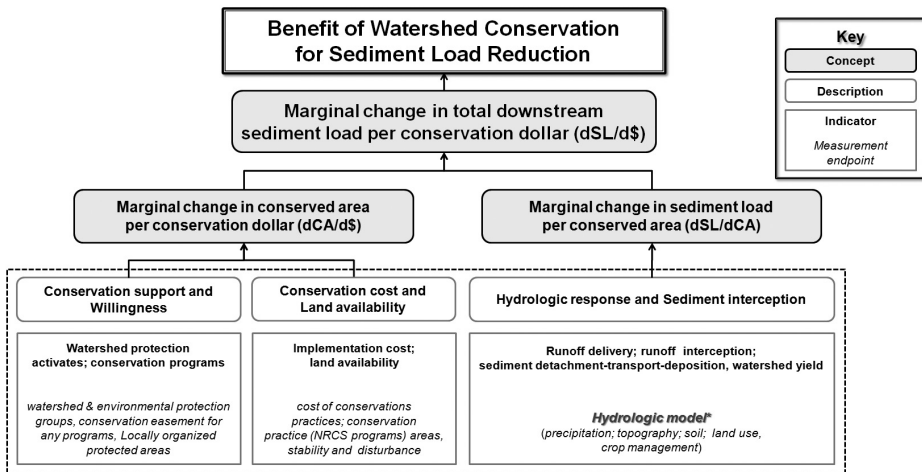 Benefit of Watershed Conservation
for Sediment Load Reduction
Key
Concept
Description
Indicator
Measurement
endpoint
Marginal change in total downstream
sediment load per conservation dollar (dSL/d$)
Marginal change in conserved area
per conservation dollar (dCA/d$)
Marginal change in sediment load
per conserved area (dSL/dCA)
Conservation support and
Willingness
Conservation cost and
Land availability
Hydrologic response and Sediment interception
Watershed protection
activates; conservation programs
watershed & environmental protection
groups, conservation easement for
any programs, Locally organized
protected areas
Implementation cost;
land availability
cost of conservations
practices; conservation
practice (NRCS programs) areas,
stability and disturbance
Runoff delivery; runoff interception;
sediment detachment-transport-deposition, watershed yield
Hydrologic model*
(precipitation; topography; soil; land use,
crop management)